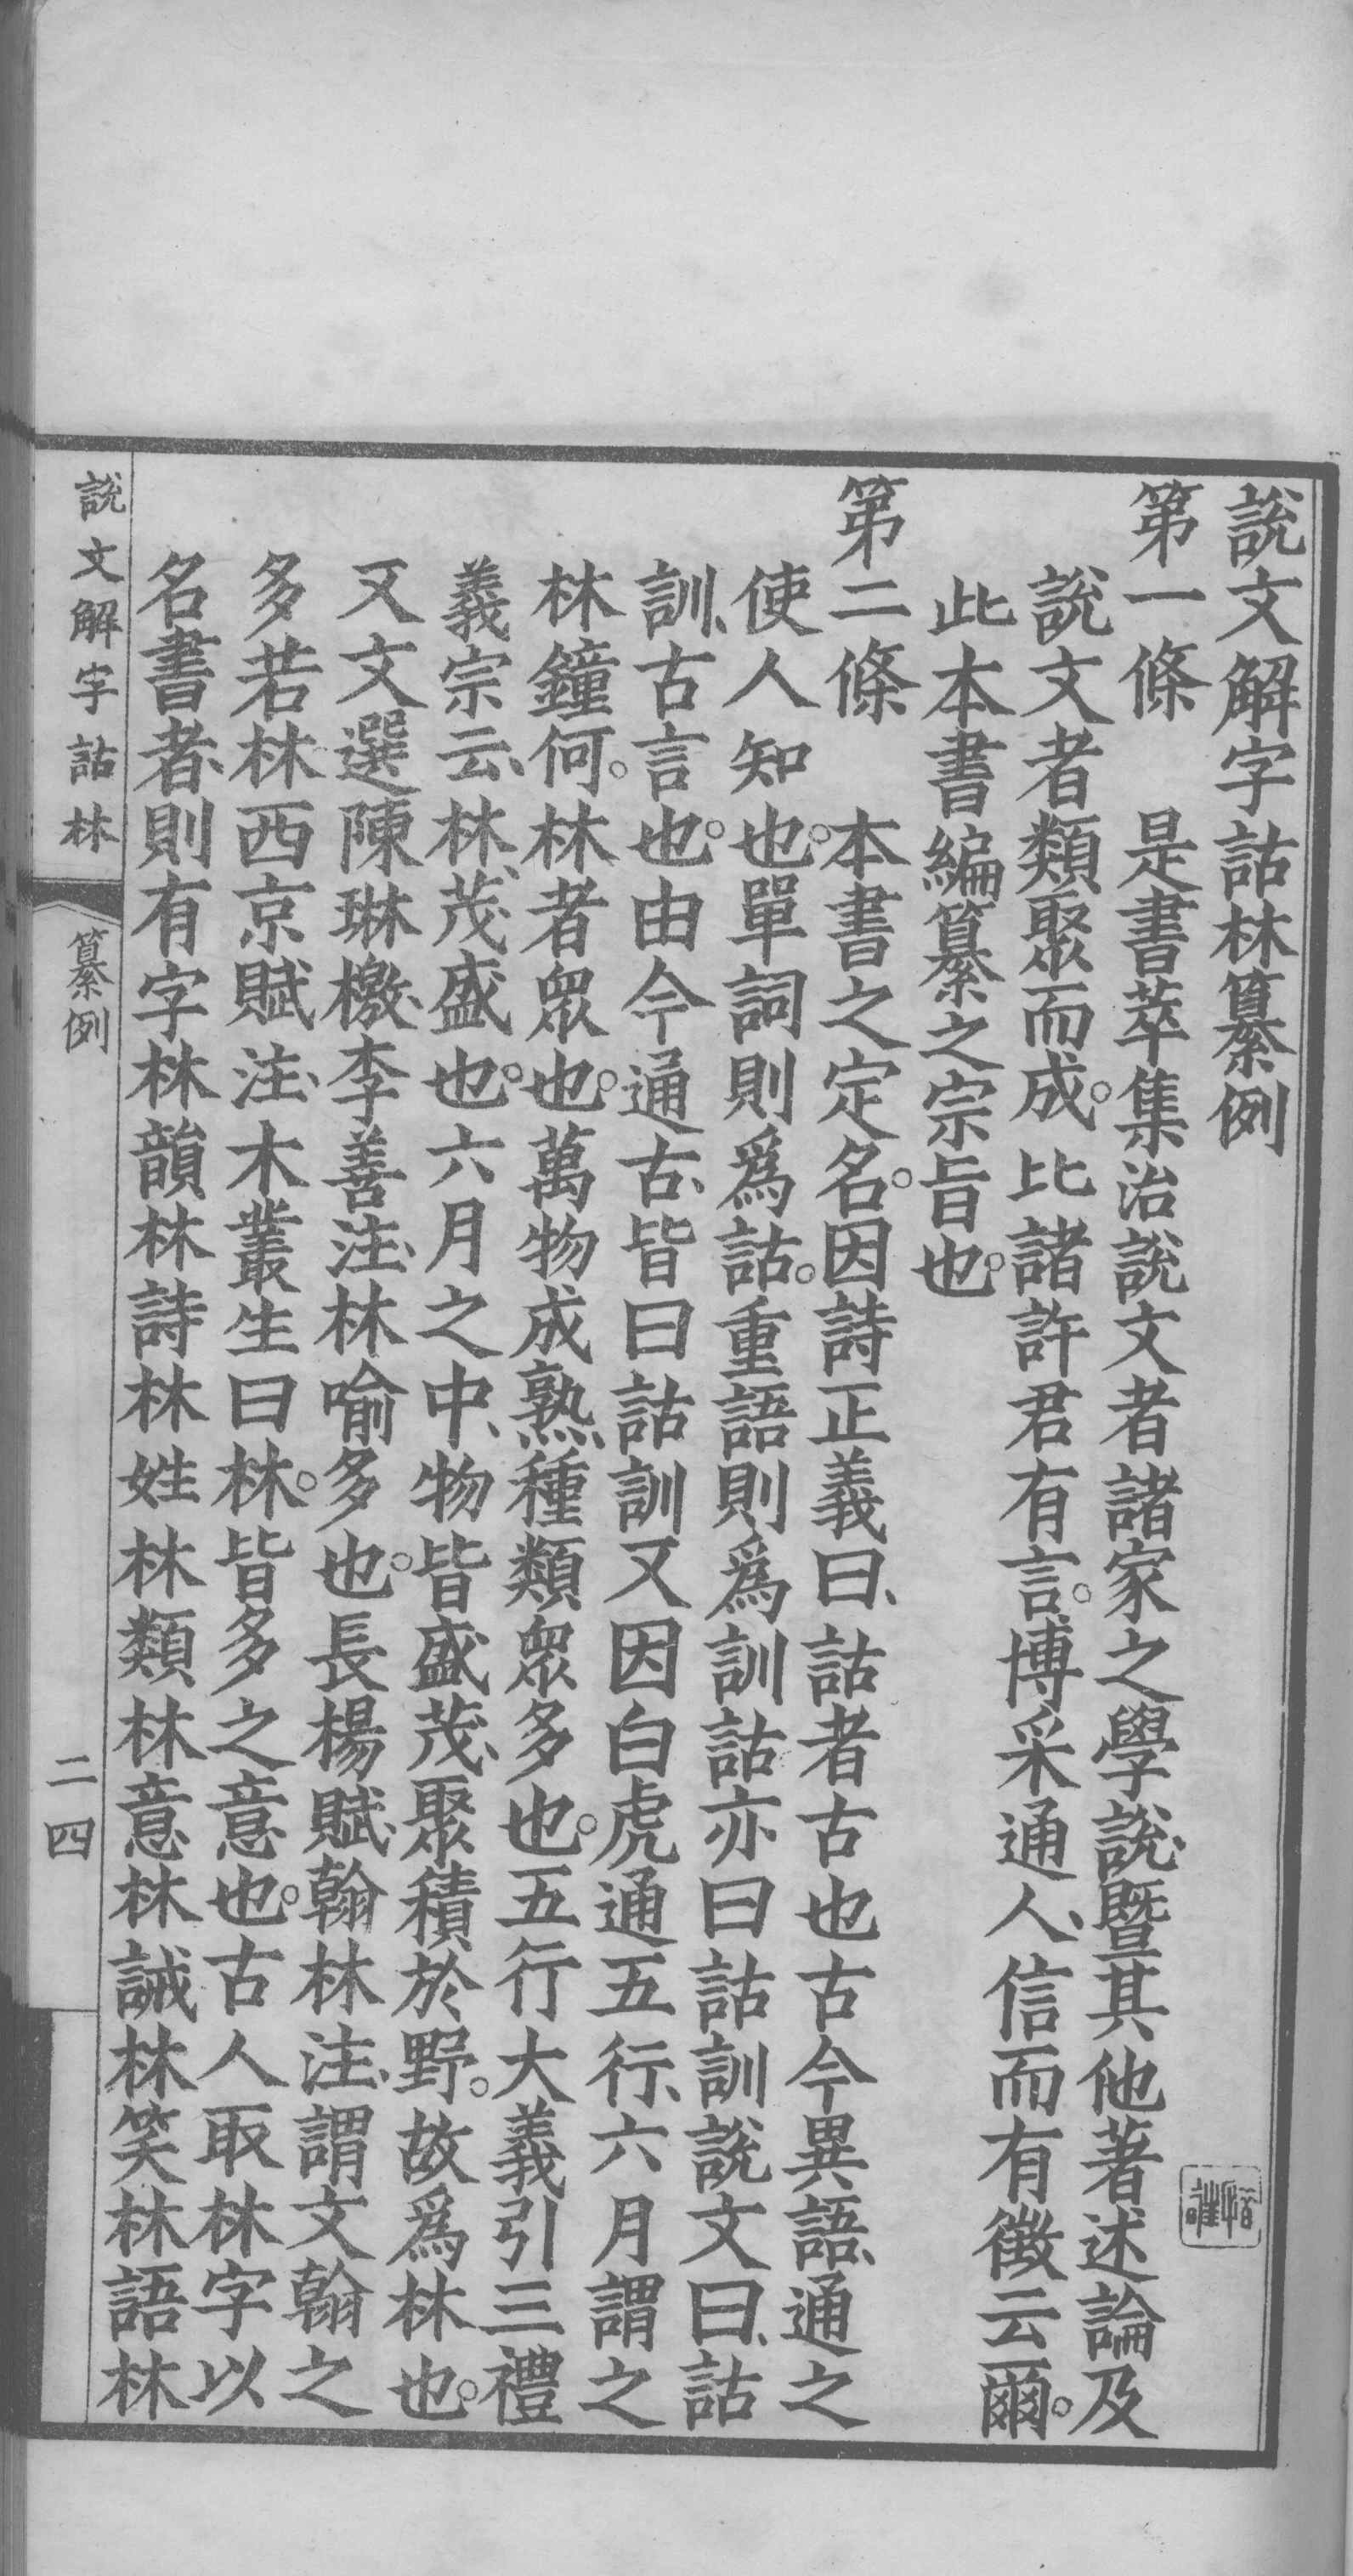 說文解字詁林纂例
第一條　是書萃集治說文者諸家之學說、暨其他著述論及
說文者類聚而成。比諸許君有言。博采通人、信而有徵云爾。
此本書編纂之宗旨也。
第二條　本書之定名。因詩正義曰、詁者古也古今異語、通之
使人知也。單詞則爲詁。重語則爲訓詁亦曰詁訓說文曰、詁
訓、古言也。由今通古、皆曰詁訓又因白虎通五行、六月謂之
林鐘何。林者衆也。萬物成熟、種類衆多也。五行大義引三禮
義宗云、林、茂盛也。六月之中、物皆盛茂、聚積於野。故爲林也。
又文選陳琳檄、李善注、林喻多也。長楊賦、翰林注、謂文翰之
多若林西京賦注、木叢生曰林。皆多之意也。古人取林字以
名書者、則有字林韻林詩林姓林類林意林誡林笑林語林
說文解字詁林
纂例
二四